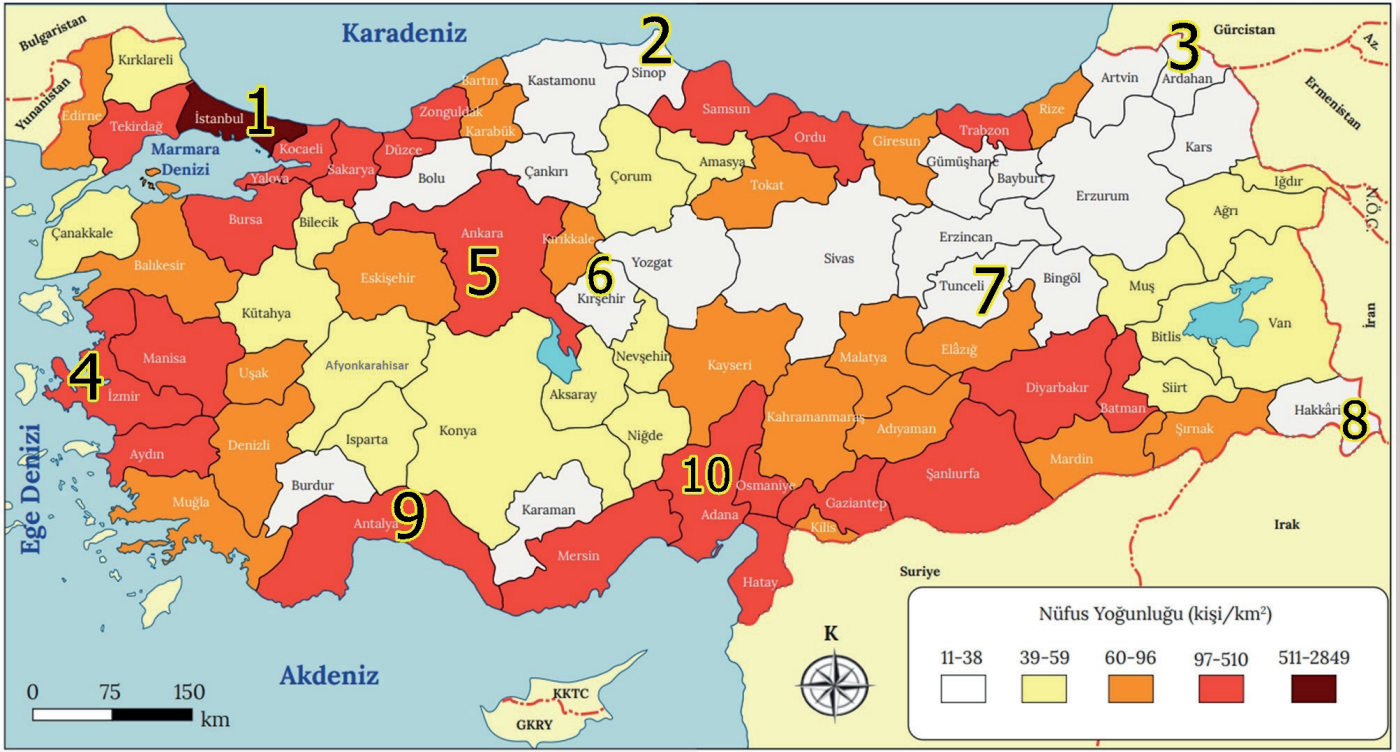 Bulgaristan
Yunanistan
Karadeniz
Gürcistan
Az.
Ermenistan
N.Ö.C.
İran
Irak
Suriye
Marmara
Denizi
Ege Denizi
Akdeniz
KKTC
GKRY
Kırklareli
Edirne
Tekirdağ
İstanbul
Kocaeli
Yalova
Sakarya
Düzce
Zonguldak
Bartın
Karabük
Kastamonu
Sinop
Samsun
Ordu
Giresun
Trabzon
Rize
Artvin
Ardahan
Kars
Iğdır
Ağrı
Erzurum
Bayburt
Gümüşhane
Bolu
Çankırı
Çorum
Amasya
Tokat
Çanakkale
Balıkesir
Bursa
Bilecik
Eskişehir
Ankara
Kırıkkale
Kırşehir
Yozgat
Sivas
Erzincan
Tunceli
Bingöl
Muş
Bitlis
Van
Kütahya
Manisa
İzmir
Uşak
Afyonkarahisar
Aksaray
Nevşehir
Kayseri
Malatya
Elâzığ
Diyarbakır
Batman
Siirt
Şırnak
Hakkâri
Aydın
Denizli
Isparta
Konya
Niğde
Kahramanmaraş
Adıyaman
Şanlıurfa
Mardin
Muğla
Burdur
Antalya
Karaman
Mersin
Adana
Osmaniye
Gaziantep
Kilis
Hatay
1
2
3
4
5
6
7
8
9
10
K
0 75 150
km
Nüfus Yoğunluğu (kişi/km²)
11–38 39–59 60–96 97–510 511–2849